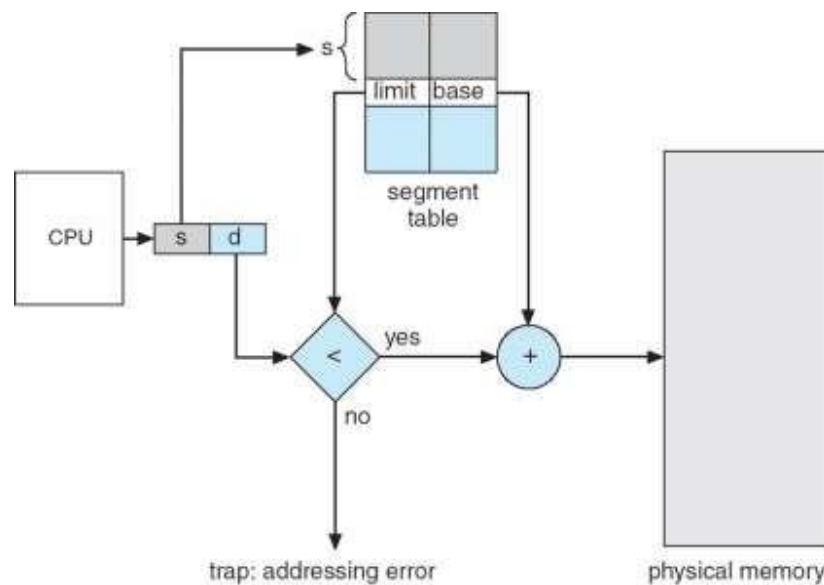 s
limit base
segment
table
CPU
s d
<
yes
+
no
trap: addressing error
physical memory